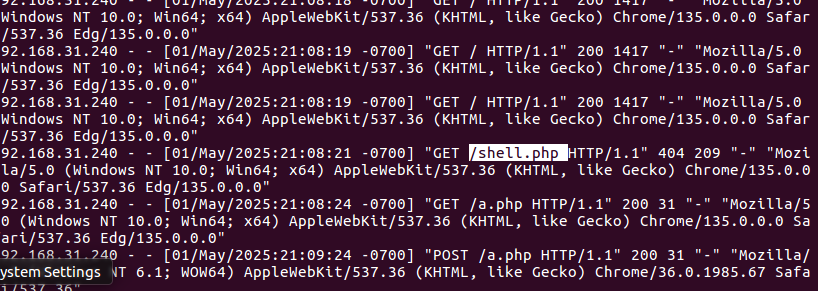 92.168.31.240 - - [01/May/2025:21:08:18 -0700] "GET / HTTP/1.1" 200 1417 "-" "Mozilla/5.0
Windows NT 10.0; Win64; x64) AppleWebKit/537.36 (KHTML, like Gecko) Chrome/135.0.0.0 Safar
/537.36 Edg/135.0.0.0"
92.168.31.240 - - [01/May/2025:21:08:19 -0700] "GET / HTTP/1.1" 200 1417 "-" "Mozilla/5.0
Windows NT 10.0; Win64; x64) AppleWebKit/537.36 (KHTML, like Gecko) Chrome/135.0.0.0 Safar
/537.36 Edg/135.0.0.0"
92.168.31.240 - - [01/May/2025:21:08:19 -0700] "GET / HTTP/1.1" 200 1417 "-" "Mozilla/5.0
Windows NT 10.0; Win64; x64) AppleWebKit/537.36 (KHTML, like Gecko) Chrome/135.0.0.0 Safar
/537.36 Edg/135.0.0.0"
92.168.31.240 - - [01/May/2025:21:08:21 -0700] "GET /shell.php HTTP/1.1" 404 209 "-" "Mozi
la/5.0 (Windows NT 10.0; Win64; x64) AppleWebKit/537.36 (KHTML, like Gecko) Chrome/135.0.0
0 Safari/537.36 Edg/135.0.0.0"
92.168.31.240 - - [01/May/2025:21:08:24 -0700] "GET /a.php HTTP/1.1" 200 31 "-" "Mozilla/5
0 (Windows NT 10.0; Win64; x64) AppleWebKit/537.36 (KHTML, like Gecko) Chrome/135.0.0.0 Sa
ari/537.36 Edg/135.0.0.0"
92.168.31.240 - - [01/May/2025:21:09:24 -0700] "POST /a.php HTTP/1.1" 200 31 "-" "Mozilla/
ystem Settings NT 6.1; WOW64) AppleWebKit/537.36 (KHTML, like Gecko) Chrome/36.0.1985.67 Safa
i/537.36"